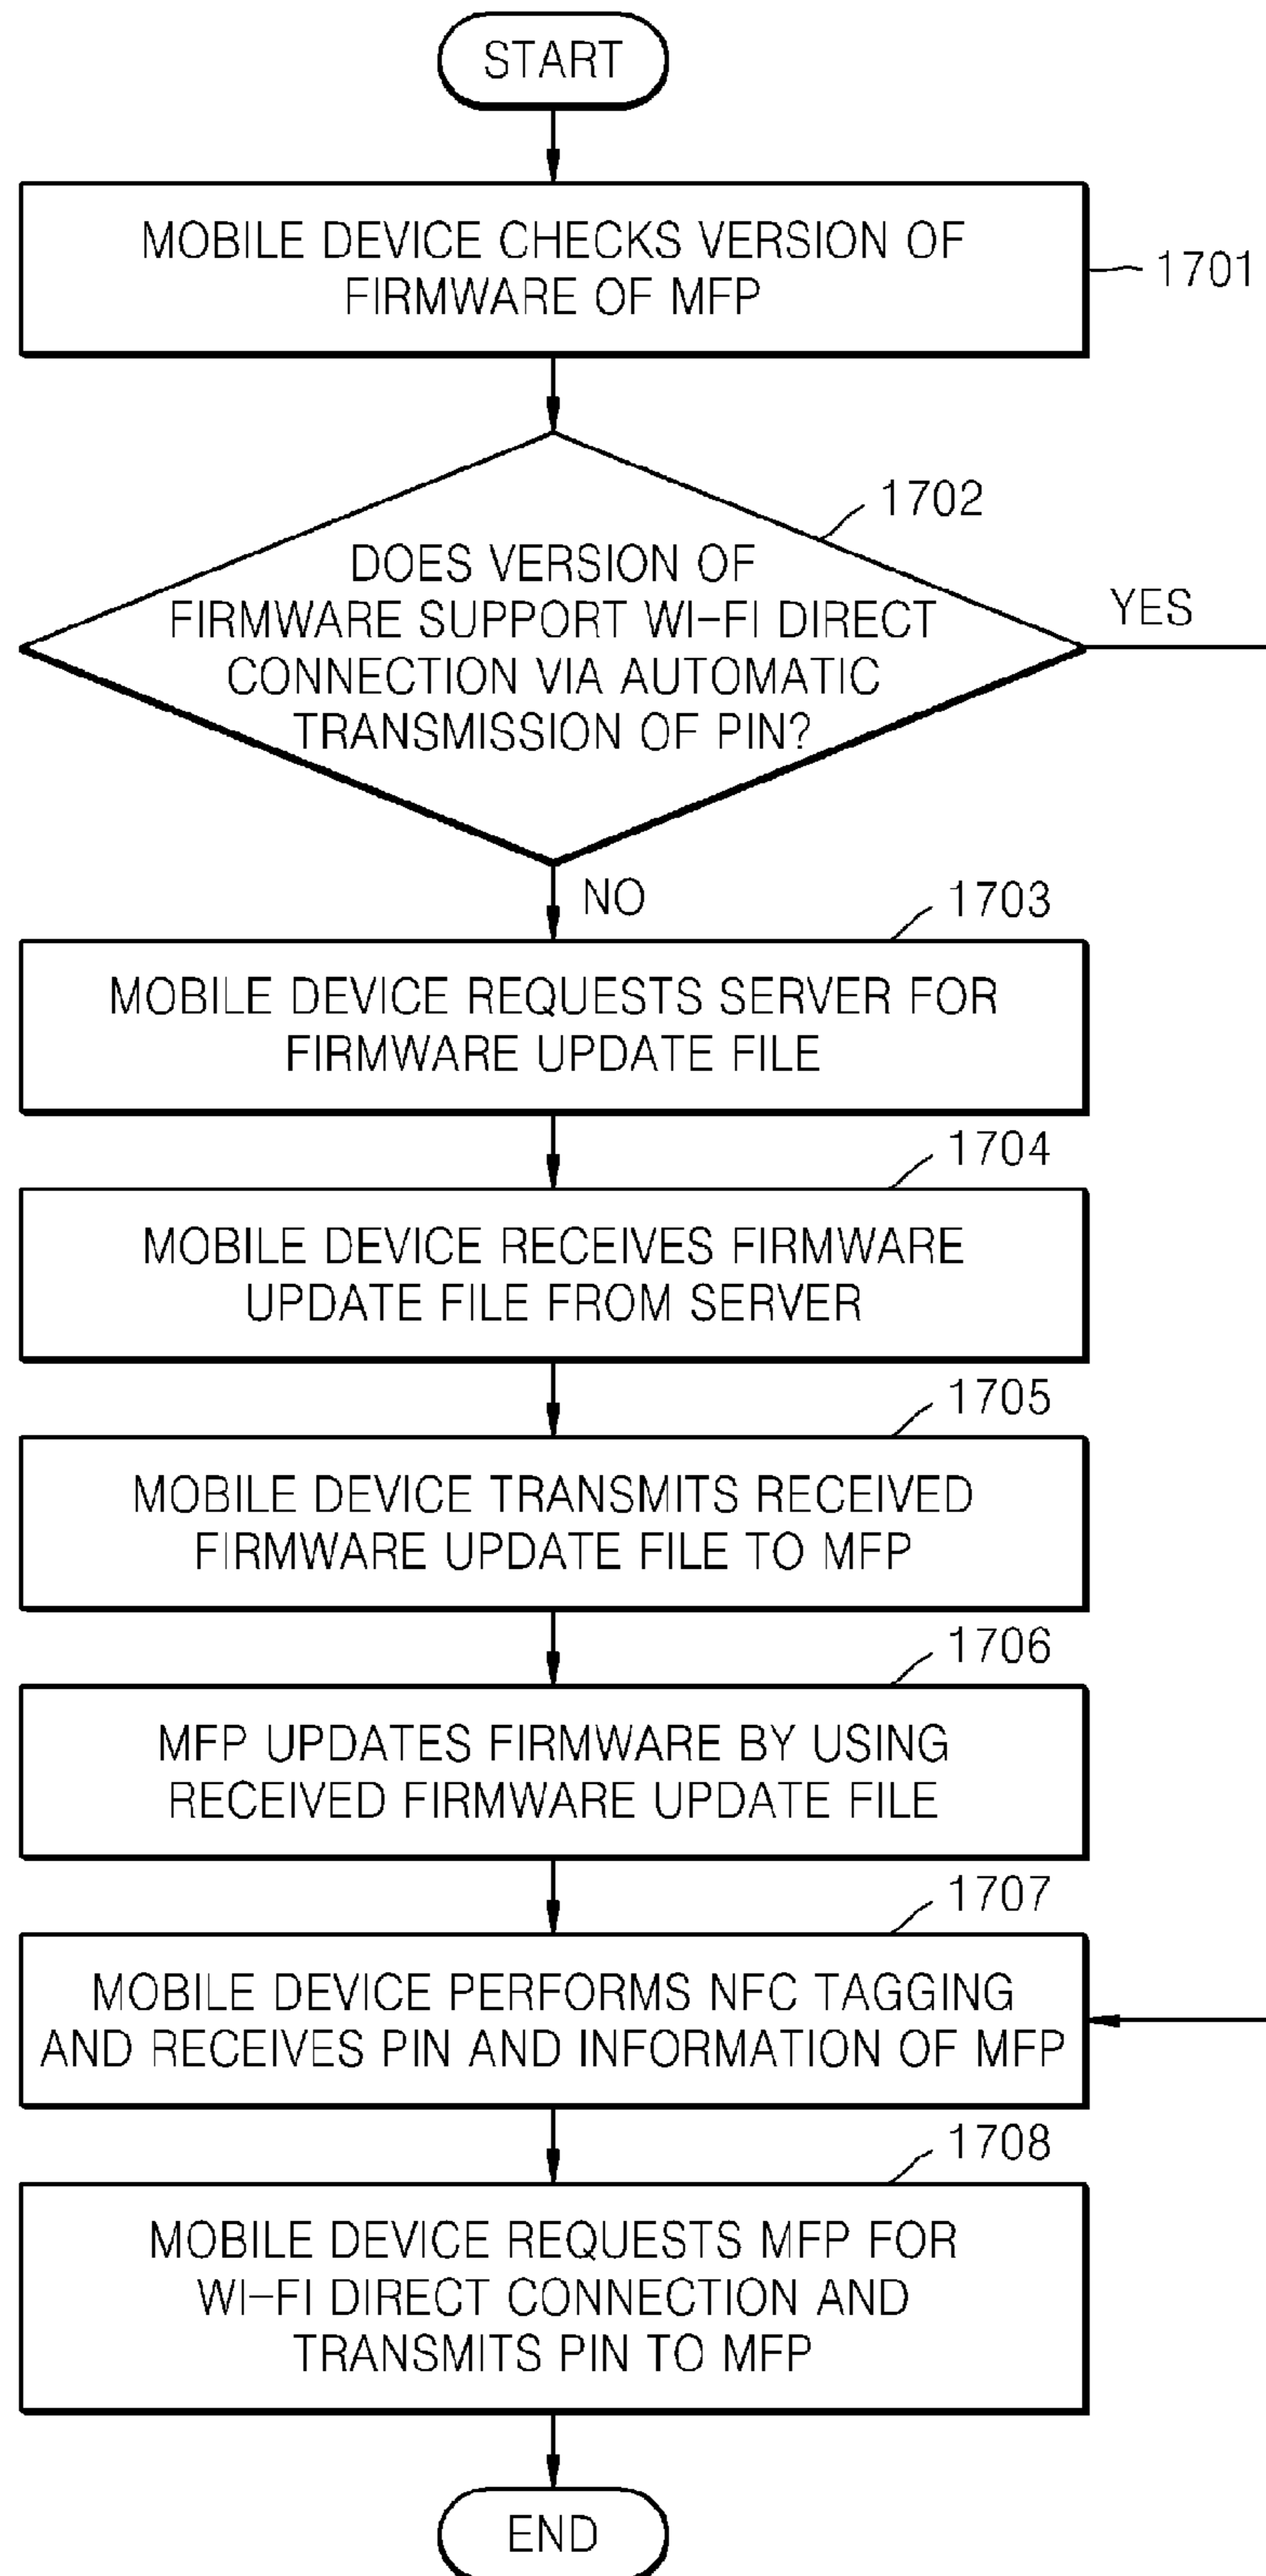 START
MOBILE DEVICE CHECKS VERSION OF
FIRMWARE OF MFP
1701
1702
DOES VERSION OF
FIRMWARE SUPPORT WI-FI DIRECT
CONNECTION VIA AUTOMATIC
TRANSMISSION OF PIN?
YES
NO
1703
MOBILE DEVICE REQUESTS SERVER FOR
FIRMWARE UPDATE FILE
1704
MOBILE DEVICE RECEIVES FIRMWARE
UPDATE FILE FROM SERVER
1705
MOBILE DEVICE TRANSMITS RECEIVED
FIRMWARE UPDATE FILE TO MFP
1706
MFP UPDATES FIRMWARE BY USING
RECEIVED FIRMWARE UPDATE FILE
1707
MOBILE DEVICE PERFORMS NFC TAGGING
AND RECEIVES PIN AND INFORMATION OF MFP
1708
MOBILE DEVICE REQUESTS MFP FOR
WI-FI DIRECT CONNECTION AND
TRANSMITS PIN TO MFP
END